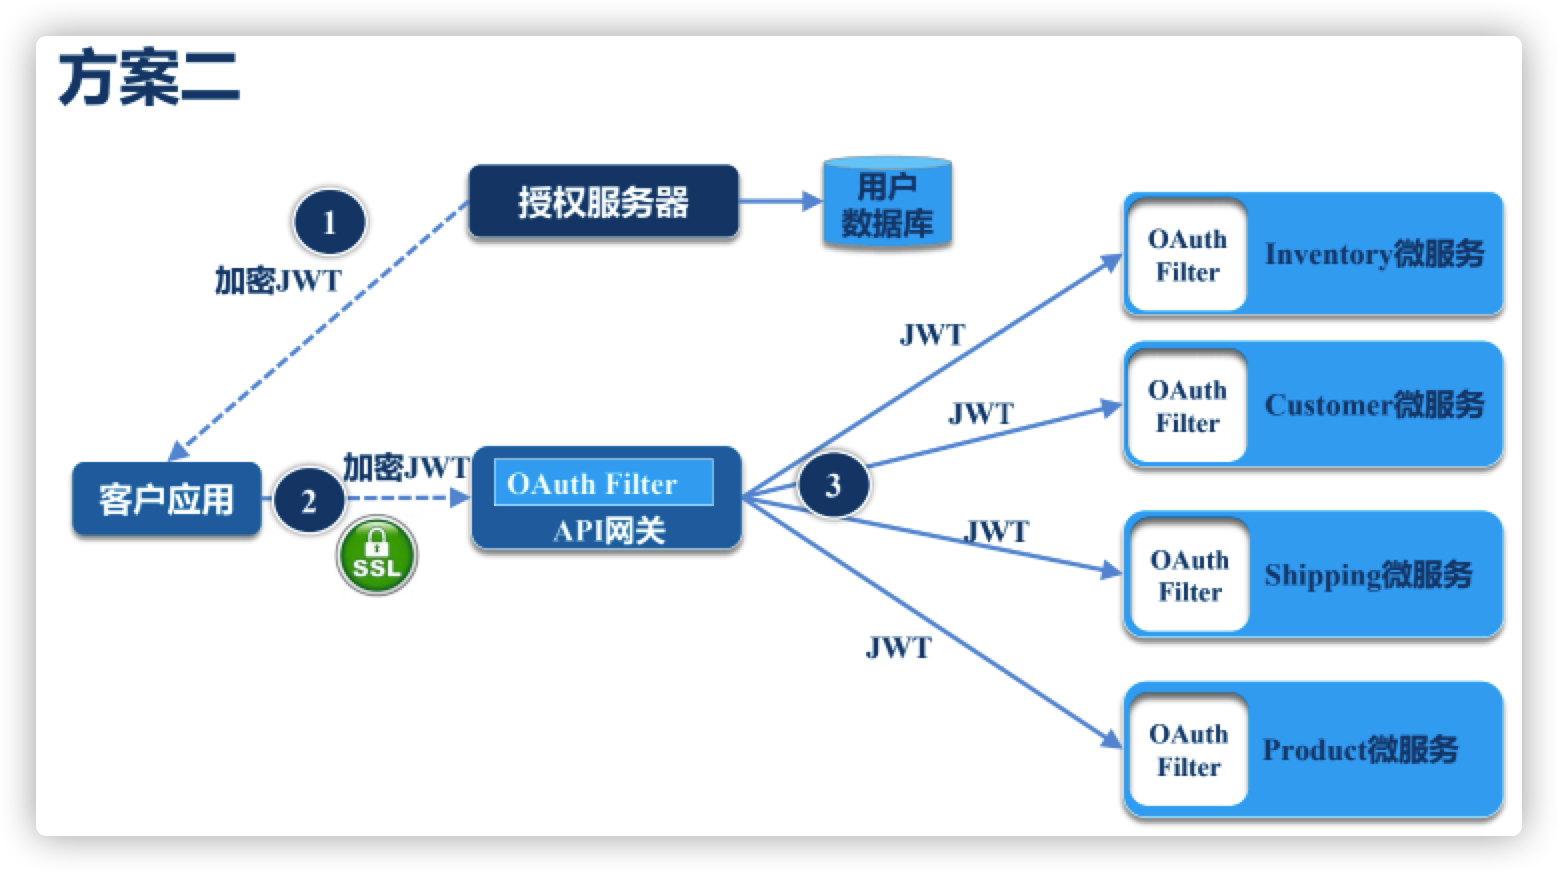 方案二
授权服务器
用户
数据库
1
加密JWT
OAuth
Filter
Inventory微服务
JWT
OAuth
Filter
Customer微服务
JWT
客户应用
2
加密JWT
SSL
OAuth Filter
API网关
3
JWT
OAuth
Filter
Shipping微服务
JWT
OAuth
Filter
Product微服务